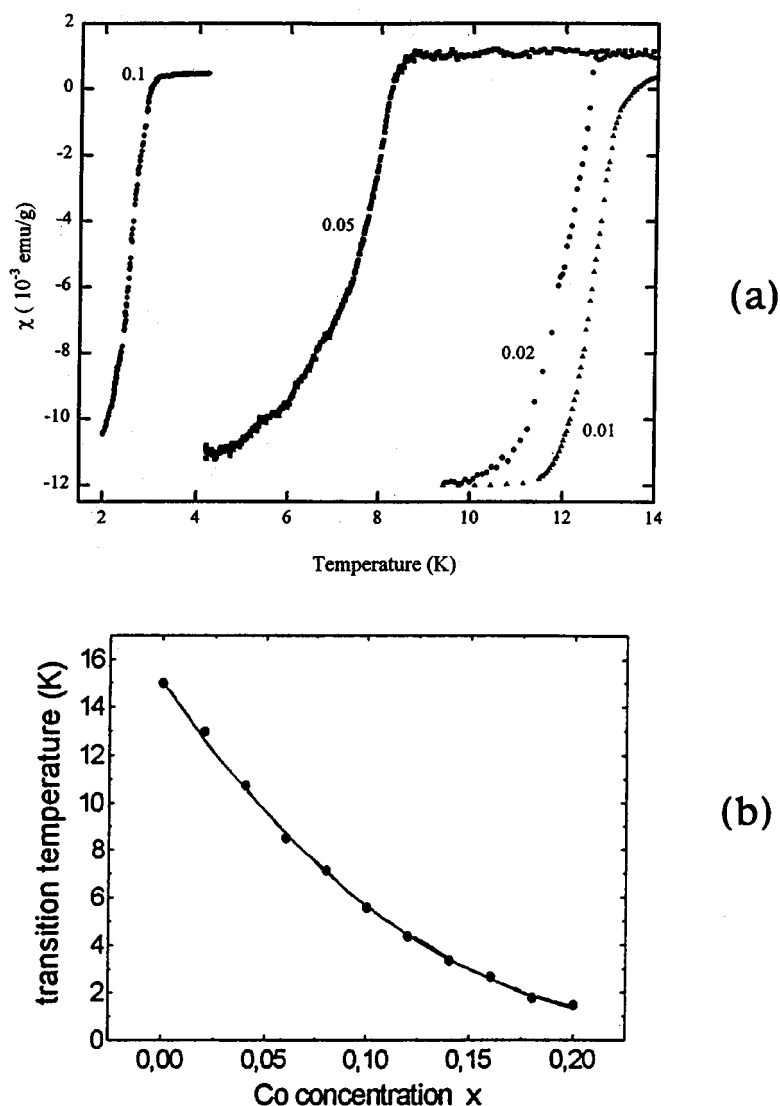 2
0
-2
-4
-6
-8
-10
-12
χ ( 10⁻³ emu/g)
0.1
0.05
0.02
0.01
2 4 6 8 10 12 14
Temperature (K)
(a)
16
14
12
10
8
6
4
2
0
transition temperature (K)
0,00 0,05 0,10 0,15 0,20
Co concentration x
(b)